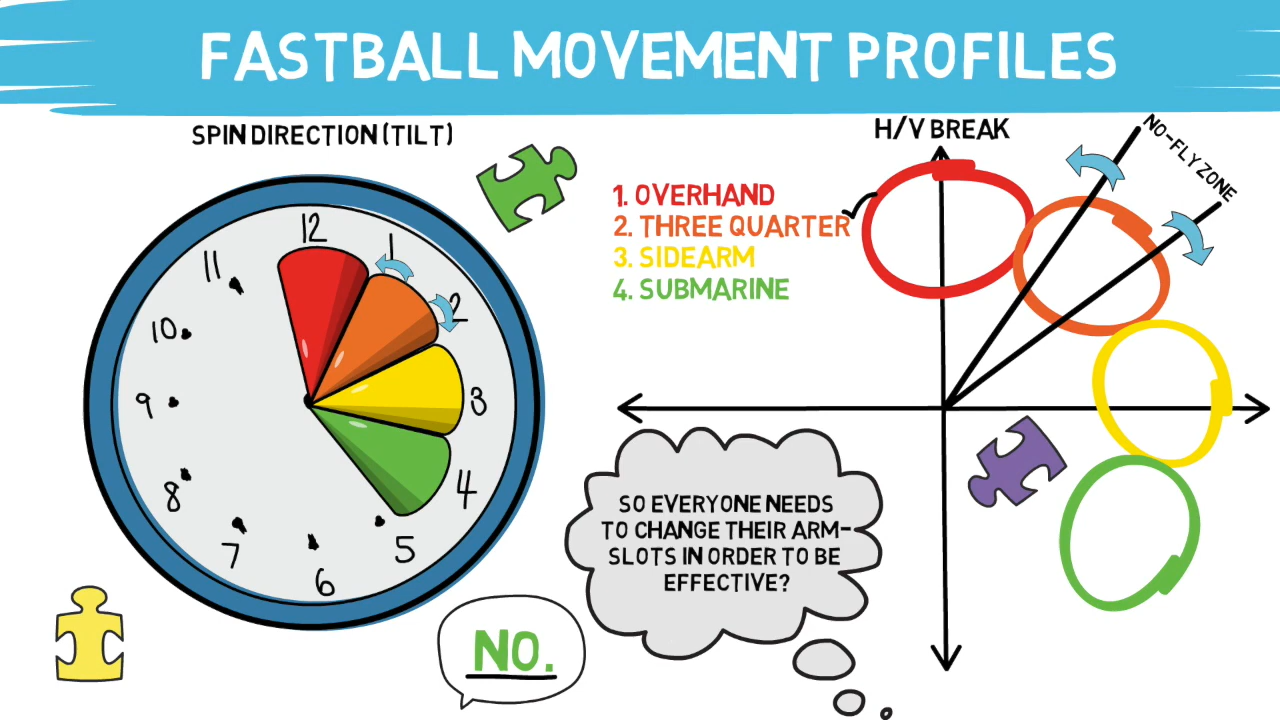 FASTBALL MOVEMENT PROFILES
SPIN DIRECTION (TILT)
12
1
2
3
4
5
6
7
8
9
10
11
1. OVERHAND
2. THREE QUARTER
3. SIDEARM
4. SUBMARINE
H/V BREAK
NO-FLY ZONE
SO EVERYONE NEEDS
TO CHANGE THEIR ARM-
SLOTS IN ORDER TO BE
EFFECTIVE?
NO.